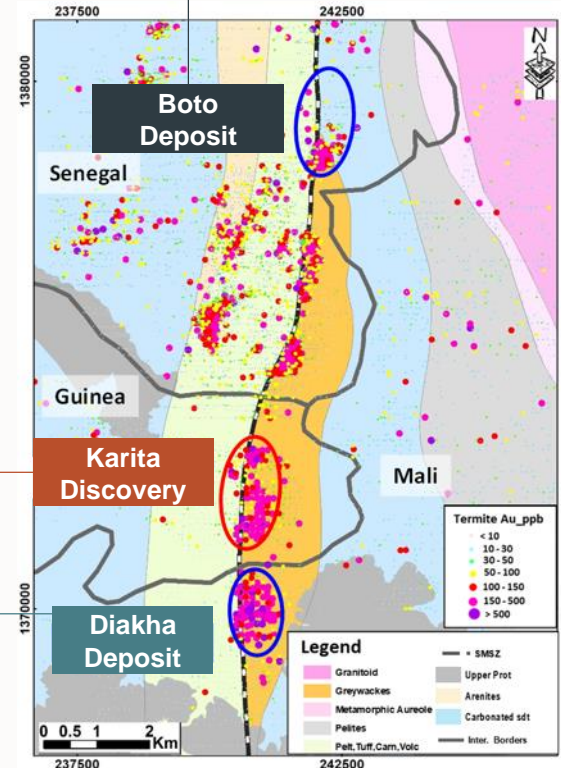 237500
242500
N
1380000
Boto
Deposit
Senegal
Guinea
Karita
Discovery
Mali
Termite Au_ppb
< 10
10 - 30
30 - 50
50 - 100
100 - 150
150 - 500
> 500
1370000
Diakha
Deposit
Legend
Granitoid
Greywackes
Metamorphic Aureole
Pelites
Pelt,Tuff,Carn,Volc
SMSZ
Upper Prot
Arenites
Carbonated sdt
Inter. Borders
0 0.5 1 2
Km
237500
242500